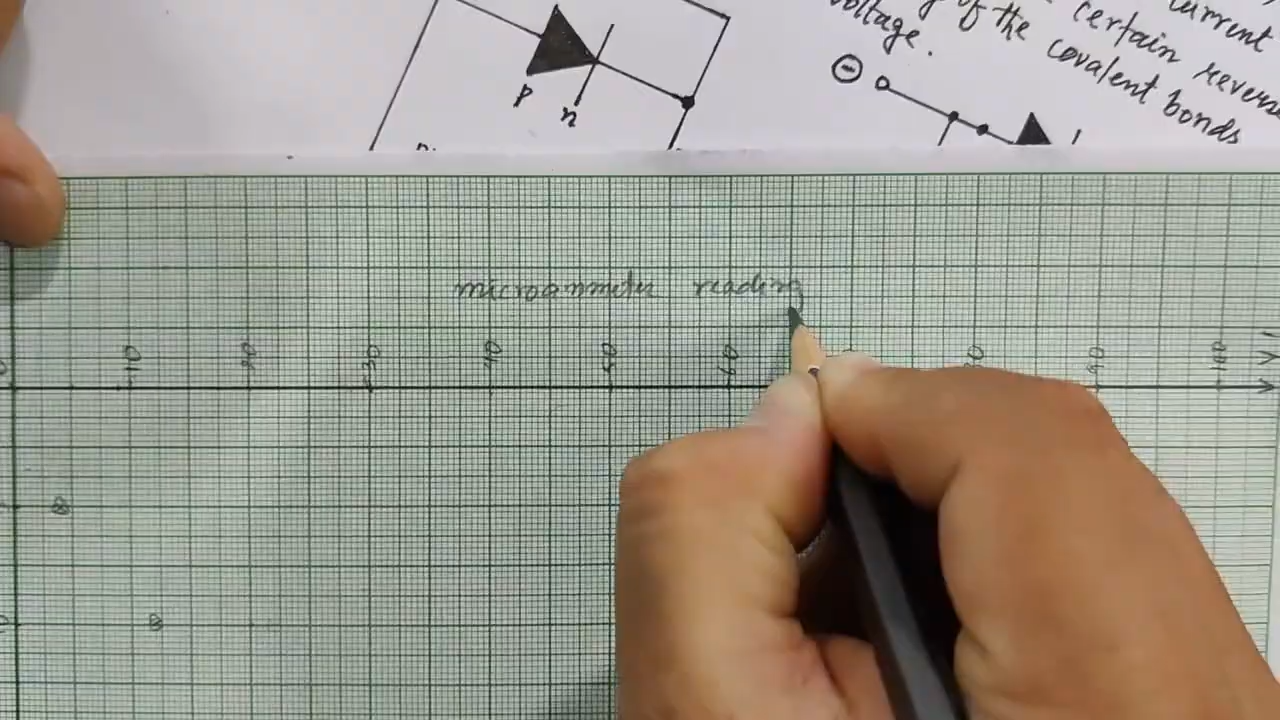 current
certain reverse
of the covalent bonds
voltage.
p
n
microammeter reading
10
20
30
40
50
60
80
90
100